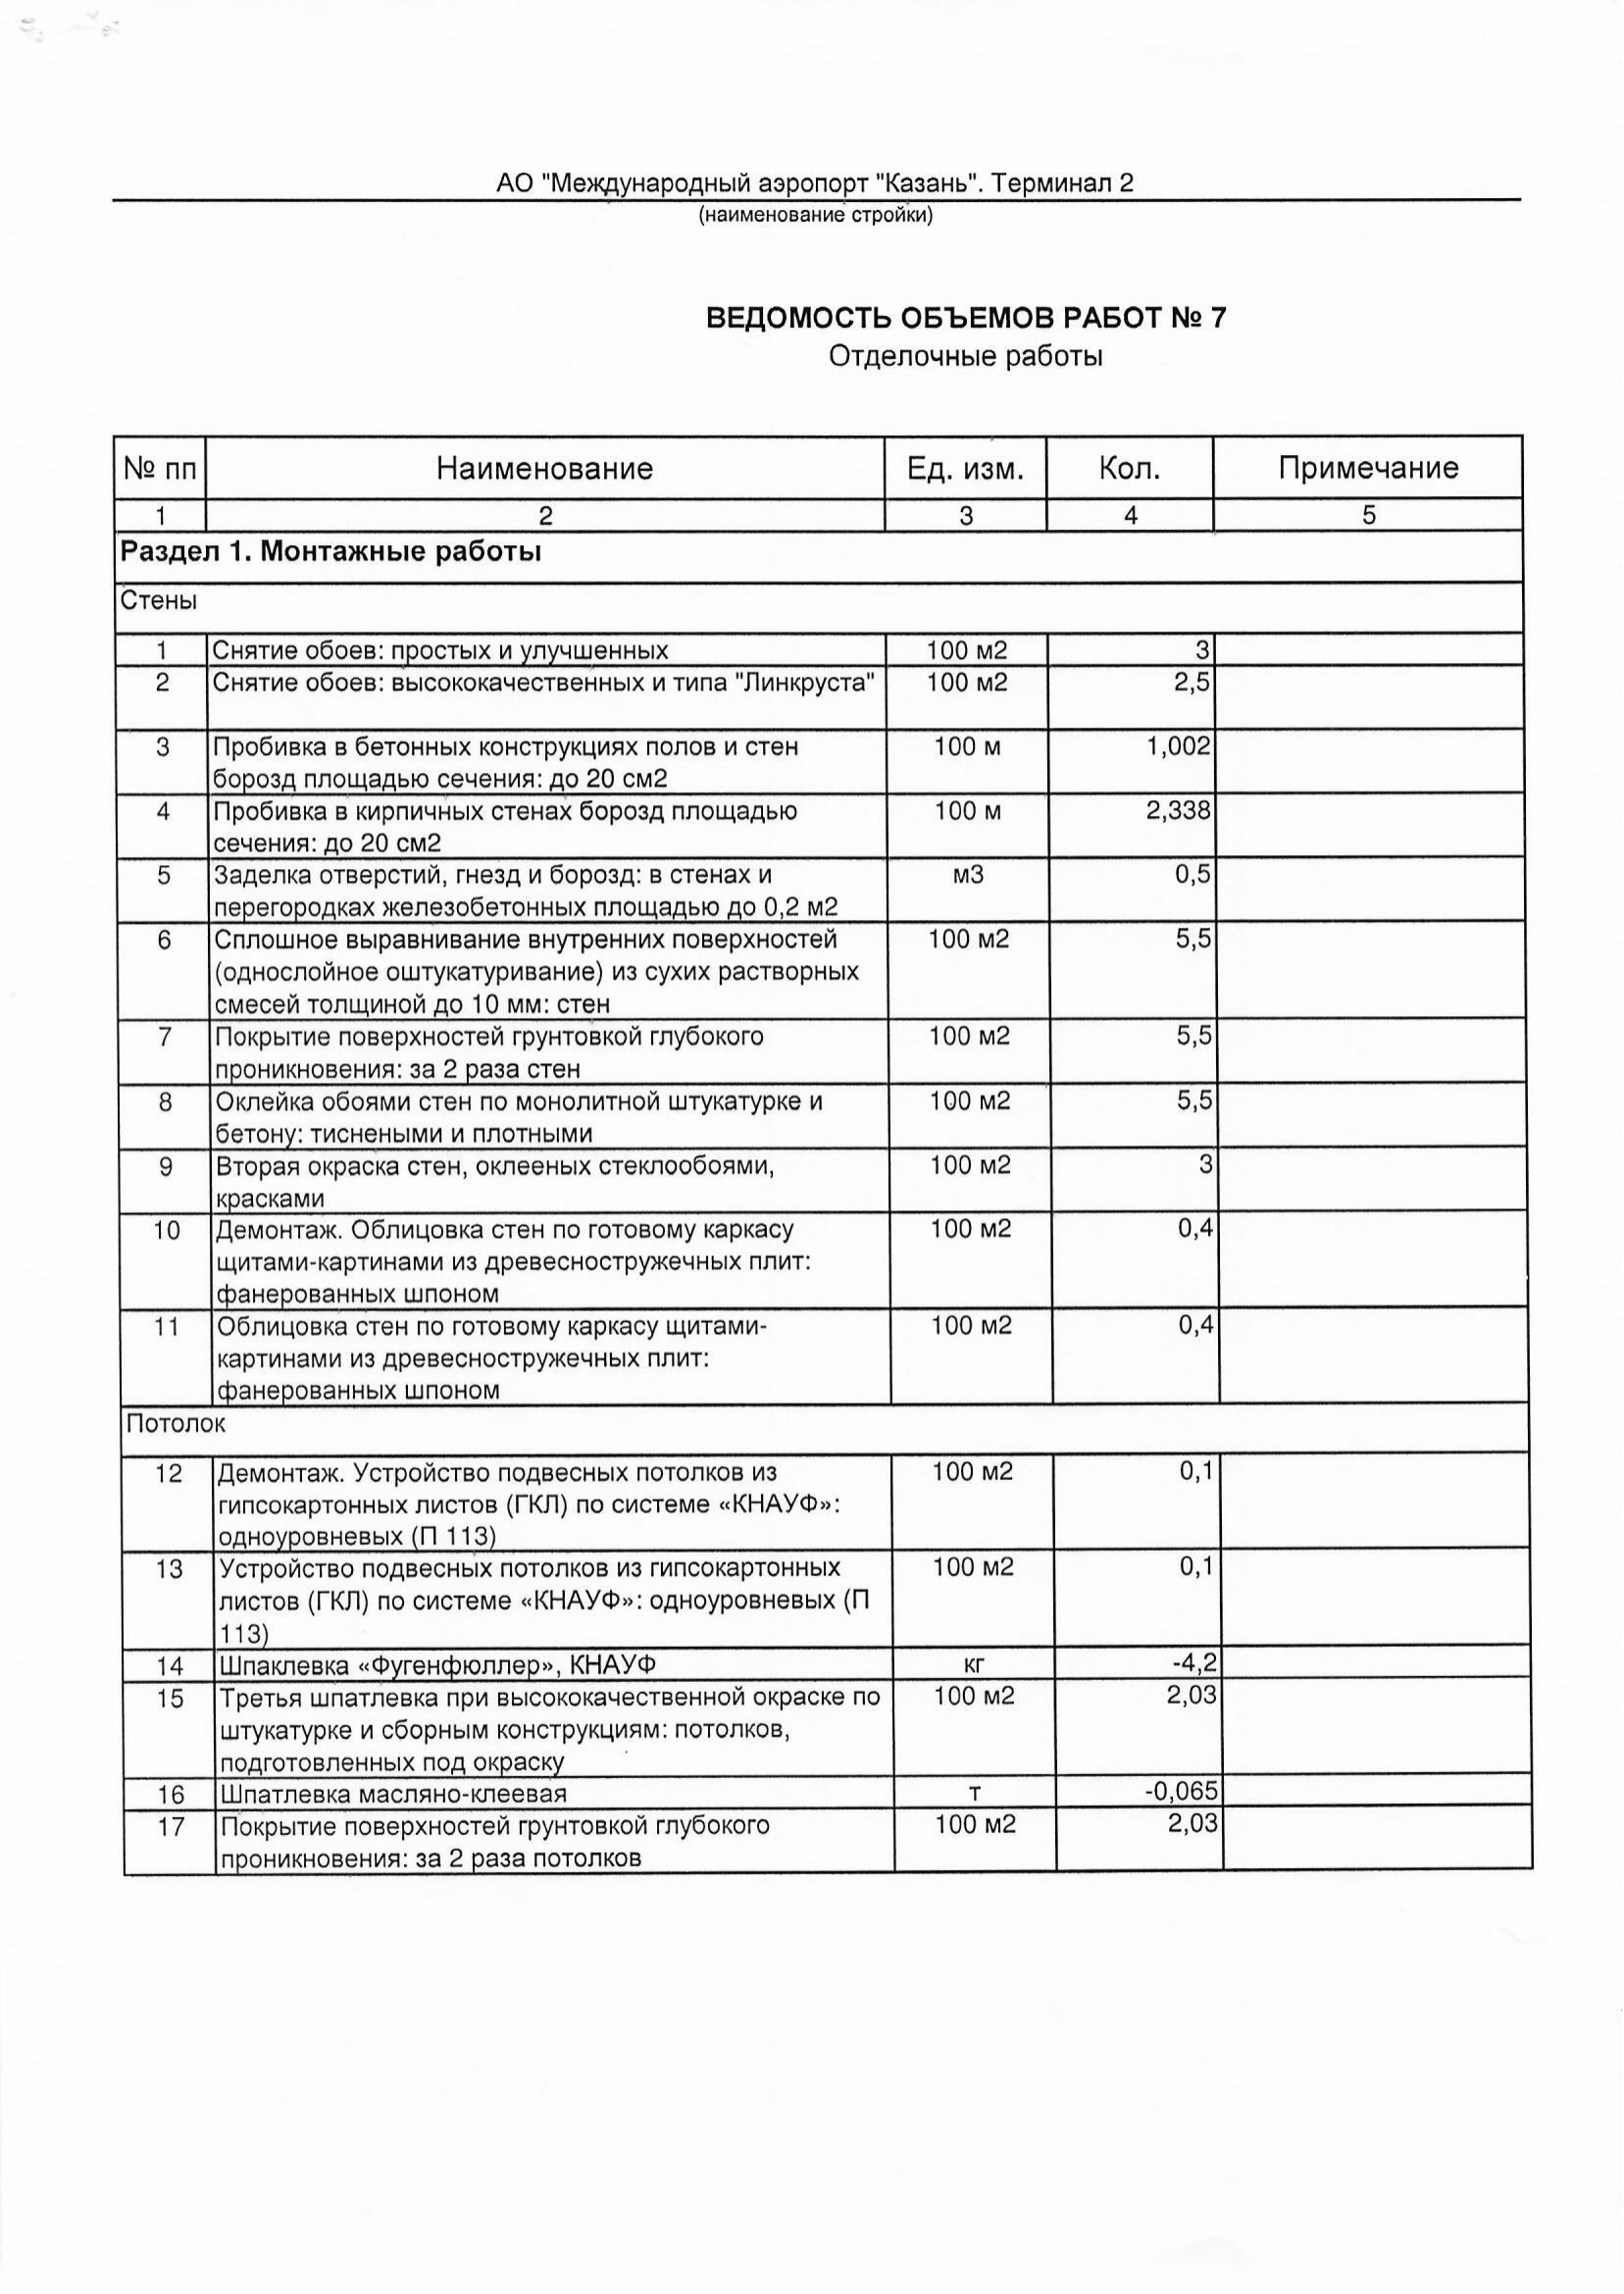 АО "Международный аэропорт "Казань". Терминал 2
(наименование стройки)
ВЕДОМОСТЬ ОБЪЕМОВ РАБОТ № 7
Отделочные работы
№ пп Наименование Ед. изм. Кол. Примечание
1 2 3 4 5
Раздел 1. Монтажные работы
Стены
1 Снятие обоев: простых и улучшенных 100 м2 3
2 Снятие обоев: высококачественных и типа "Линкруста" 100 м2 2,5
3 Пробивка в бетонных конструкциях полов и стен 100 м 1,002
борозд площадью сечения: до 20 см2
4 Пробивка в кирпичных стенах борозд площадью 100 м 2,338
сечения: до 20 см2
5 Заделка отверстий, гнезд и борозд: в стенах и м3 0,5
перегородках железобетонных площадью до 0,2 м2
6 Сплошное выравнивание внутренних поверхностей 100 м2 5,5
(однослойное оштукатуривание) из сухих растворных
смесей толщиной до 10 мм: стен
7 Покрытие поверхностей грунтовкой глубокого 100 м2 5,5
проникновения: за 2 раза стен
8 Оклейка обоями стен по монолитной штукатурке и 100 м2 5,5
бетону: тиснеными и плотными
9 Вторая окраска стен, оклееных стеклообоями, 100 м2 3
красками
10 Демонтаж. Облицовка стен по готовому каркасу 100 м2 0,4
щитами-картинами из древесностружечных плит:
фанерованных шпоном
11 Облицовка стен по готовому каркасу щитами- 100 м2 0,4
картинами из древесностружечных плит:
фанерованных шпоном
Потолок
12 Демонтаж. Устройство подвесных потолков из 100 м2 0,1
гипсокартонных листов (ГКЛ) по системе «КНАУФ»:
одноуровневых (П 113)
13 Устройство подвесных потолков из гипсокартонных 100 м2 0,1
листов (ГКЛ) по системе «КНАУФ»: одноуровневых (П
113)
14 Шпаклевка «Фугенфюллер», КНАУФ кг -4,2
15 Третья шпатлевка при высококачественной окраске по 100 м2 2,03
штукатурке и сборным конструкциям: потолков,
подготовленных под окраску
16 Шпатлевка масляно-клеевая т -0,065
17 Покрытие поверхностей грунтовкой глубокого 100 м2 2,03
проникновения: за 2 раза потолков